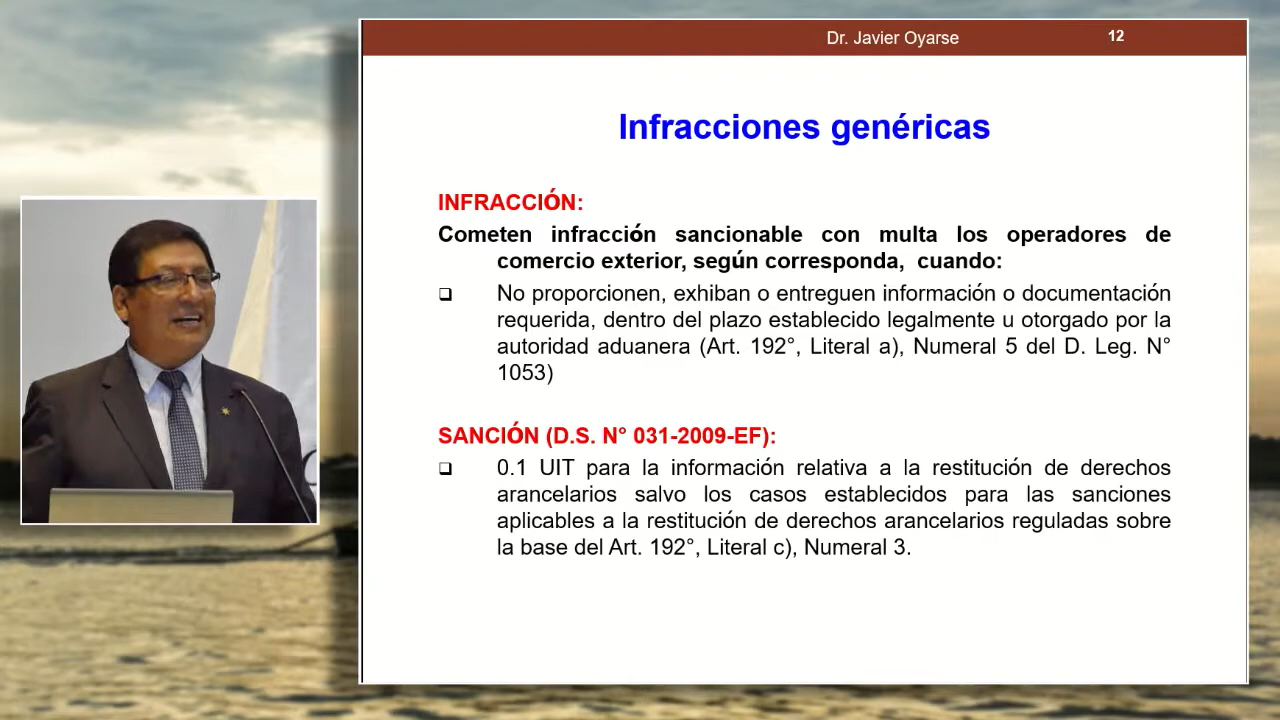 Dr. Javier Oyarse
12
Infracciones genéricas
INFRACCIÓN:
Cometen infracción sancionable con multa los operadores de
comercio exterior, según corresponda, cuando:
No proporcionen, exhiban o entreguen información o documentación
requerida, dentro del plazo establecido legalmente u otorgado por la
autoridad aduanera (Art. 192°, Literal a), Numeral 5 del D. Leg. N°
1053)
SANCIÓN (D.S. N° 031-2009-EF):
0.1 UIT para la información relativa a la restitución de derechos
arancelarios salvo los casos establecidos para las sanciones
aplicables a la restitución de derechos arancelarios reguladas sobre
la base del Art. 192°, Literal c), Numeral 3.